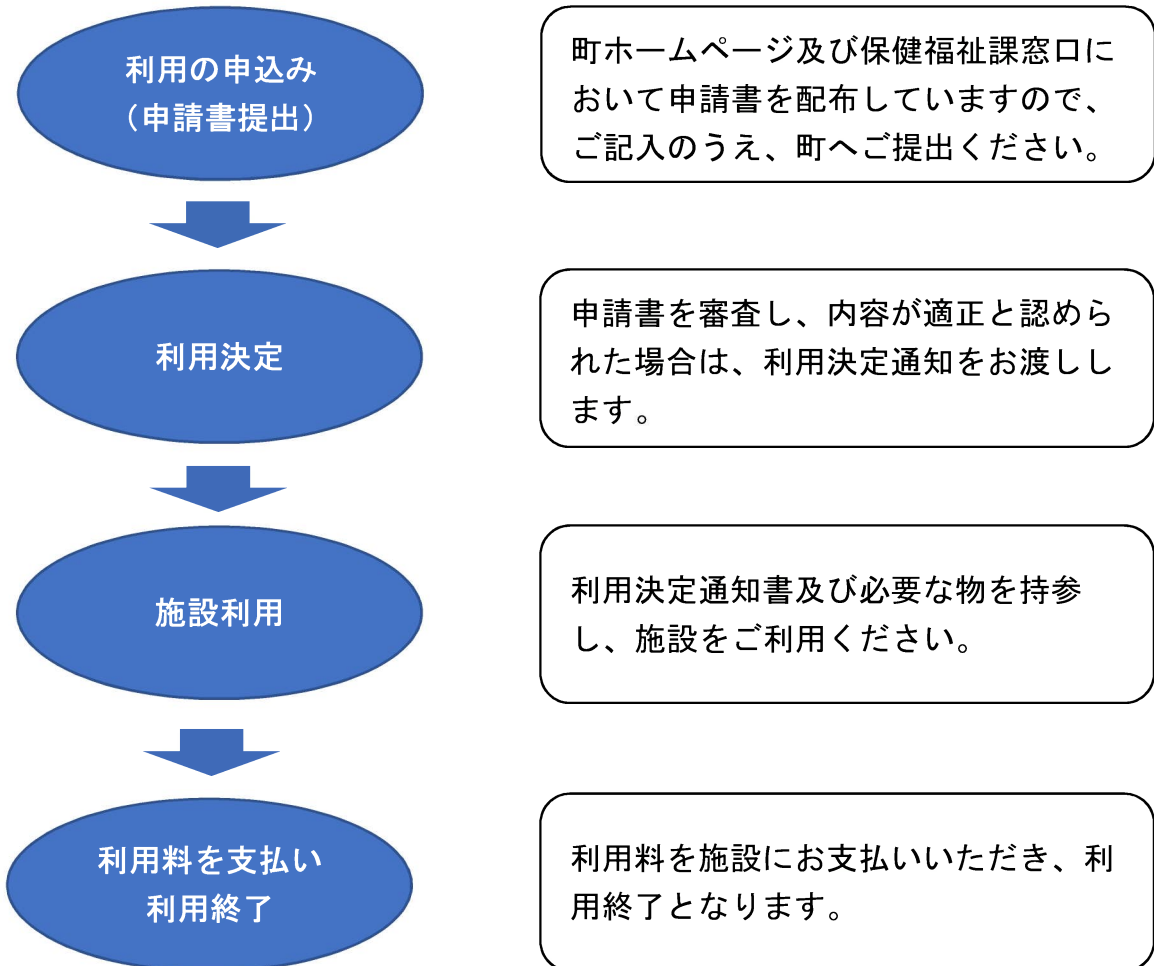 利用の申込み
（申請書提出）
町ホームページ及び保健福祉課窓口に
おいて申請書を配布していますので、
ご記入のうえ、町へご提出ください。
利用決定
申請書を審査し、内容が適正と認めら
れた場合は、利用決定通知をお渡しし
ます。
施設利用
利用決定通知書及び必要な物を持参
し、施設をご利用ください。
利用料を支払い
利用終了
利用料を施設にお支払いいただき、利
用終了となります。